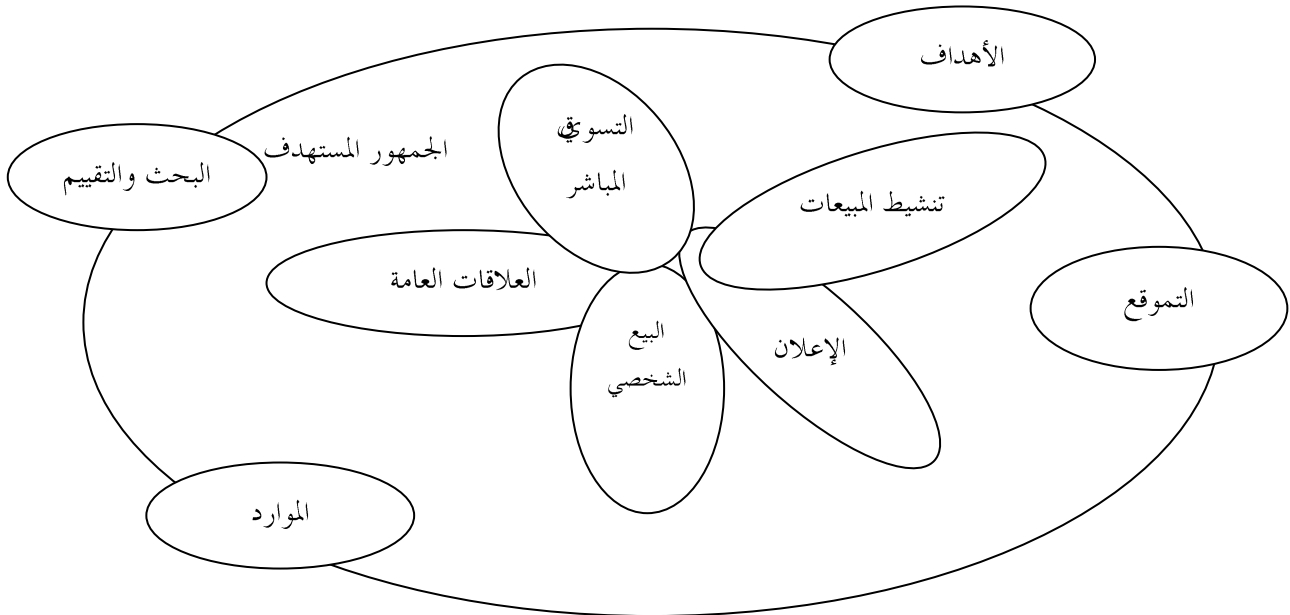 الأهداف
التسويق
المباشر
الجمهور المستهدف
البحث والتقييم
تنشيط المبيعات
العلاقات العامة
التموقع
البيع
الشخصي
الإعلان
الموارد